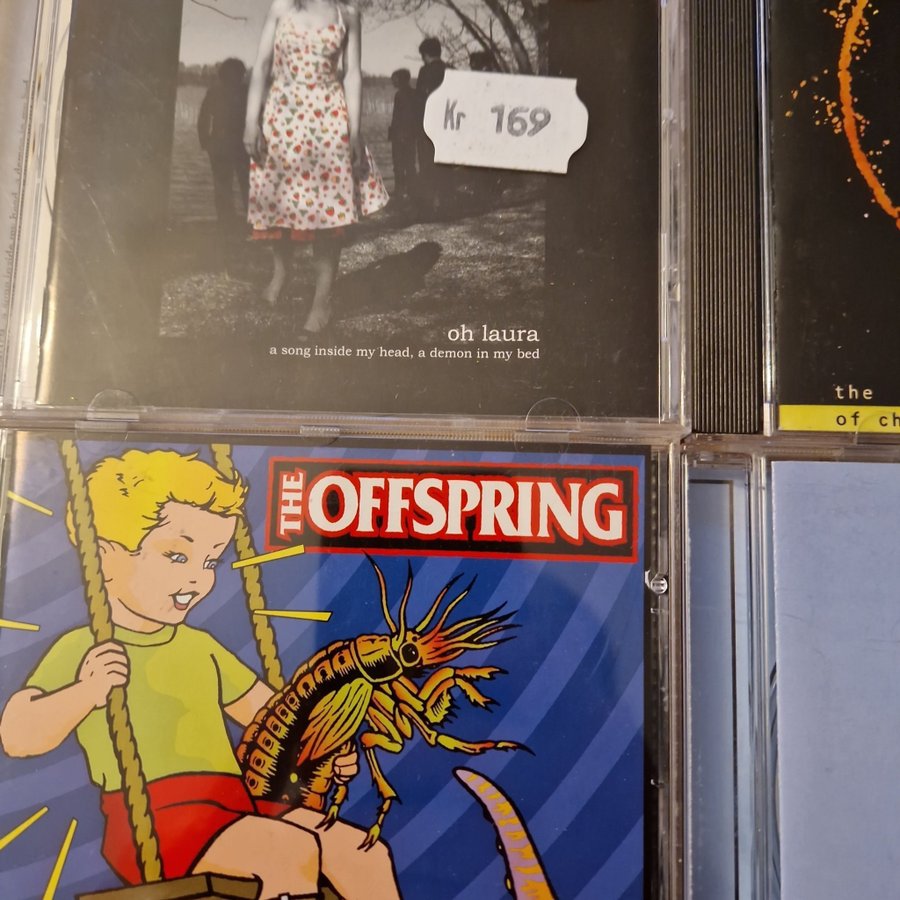 Kr 169
oh laura
a song inside my head, a demon in my bed
the
of ch
THE OFFSPRING